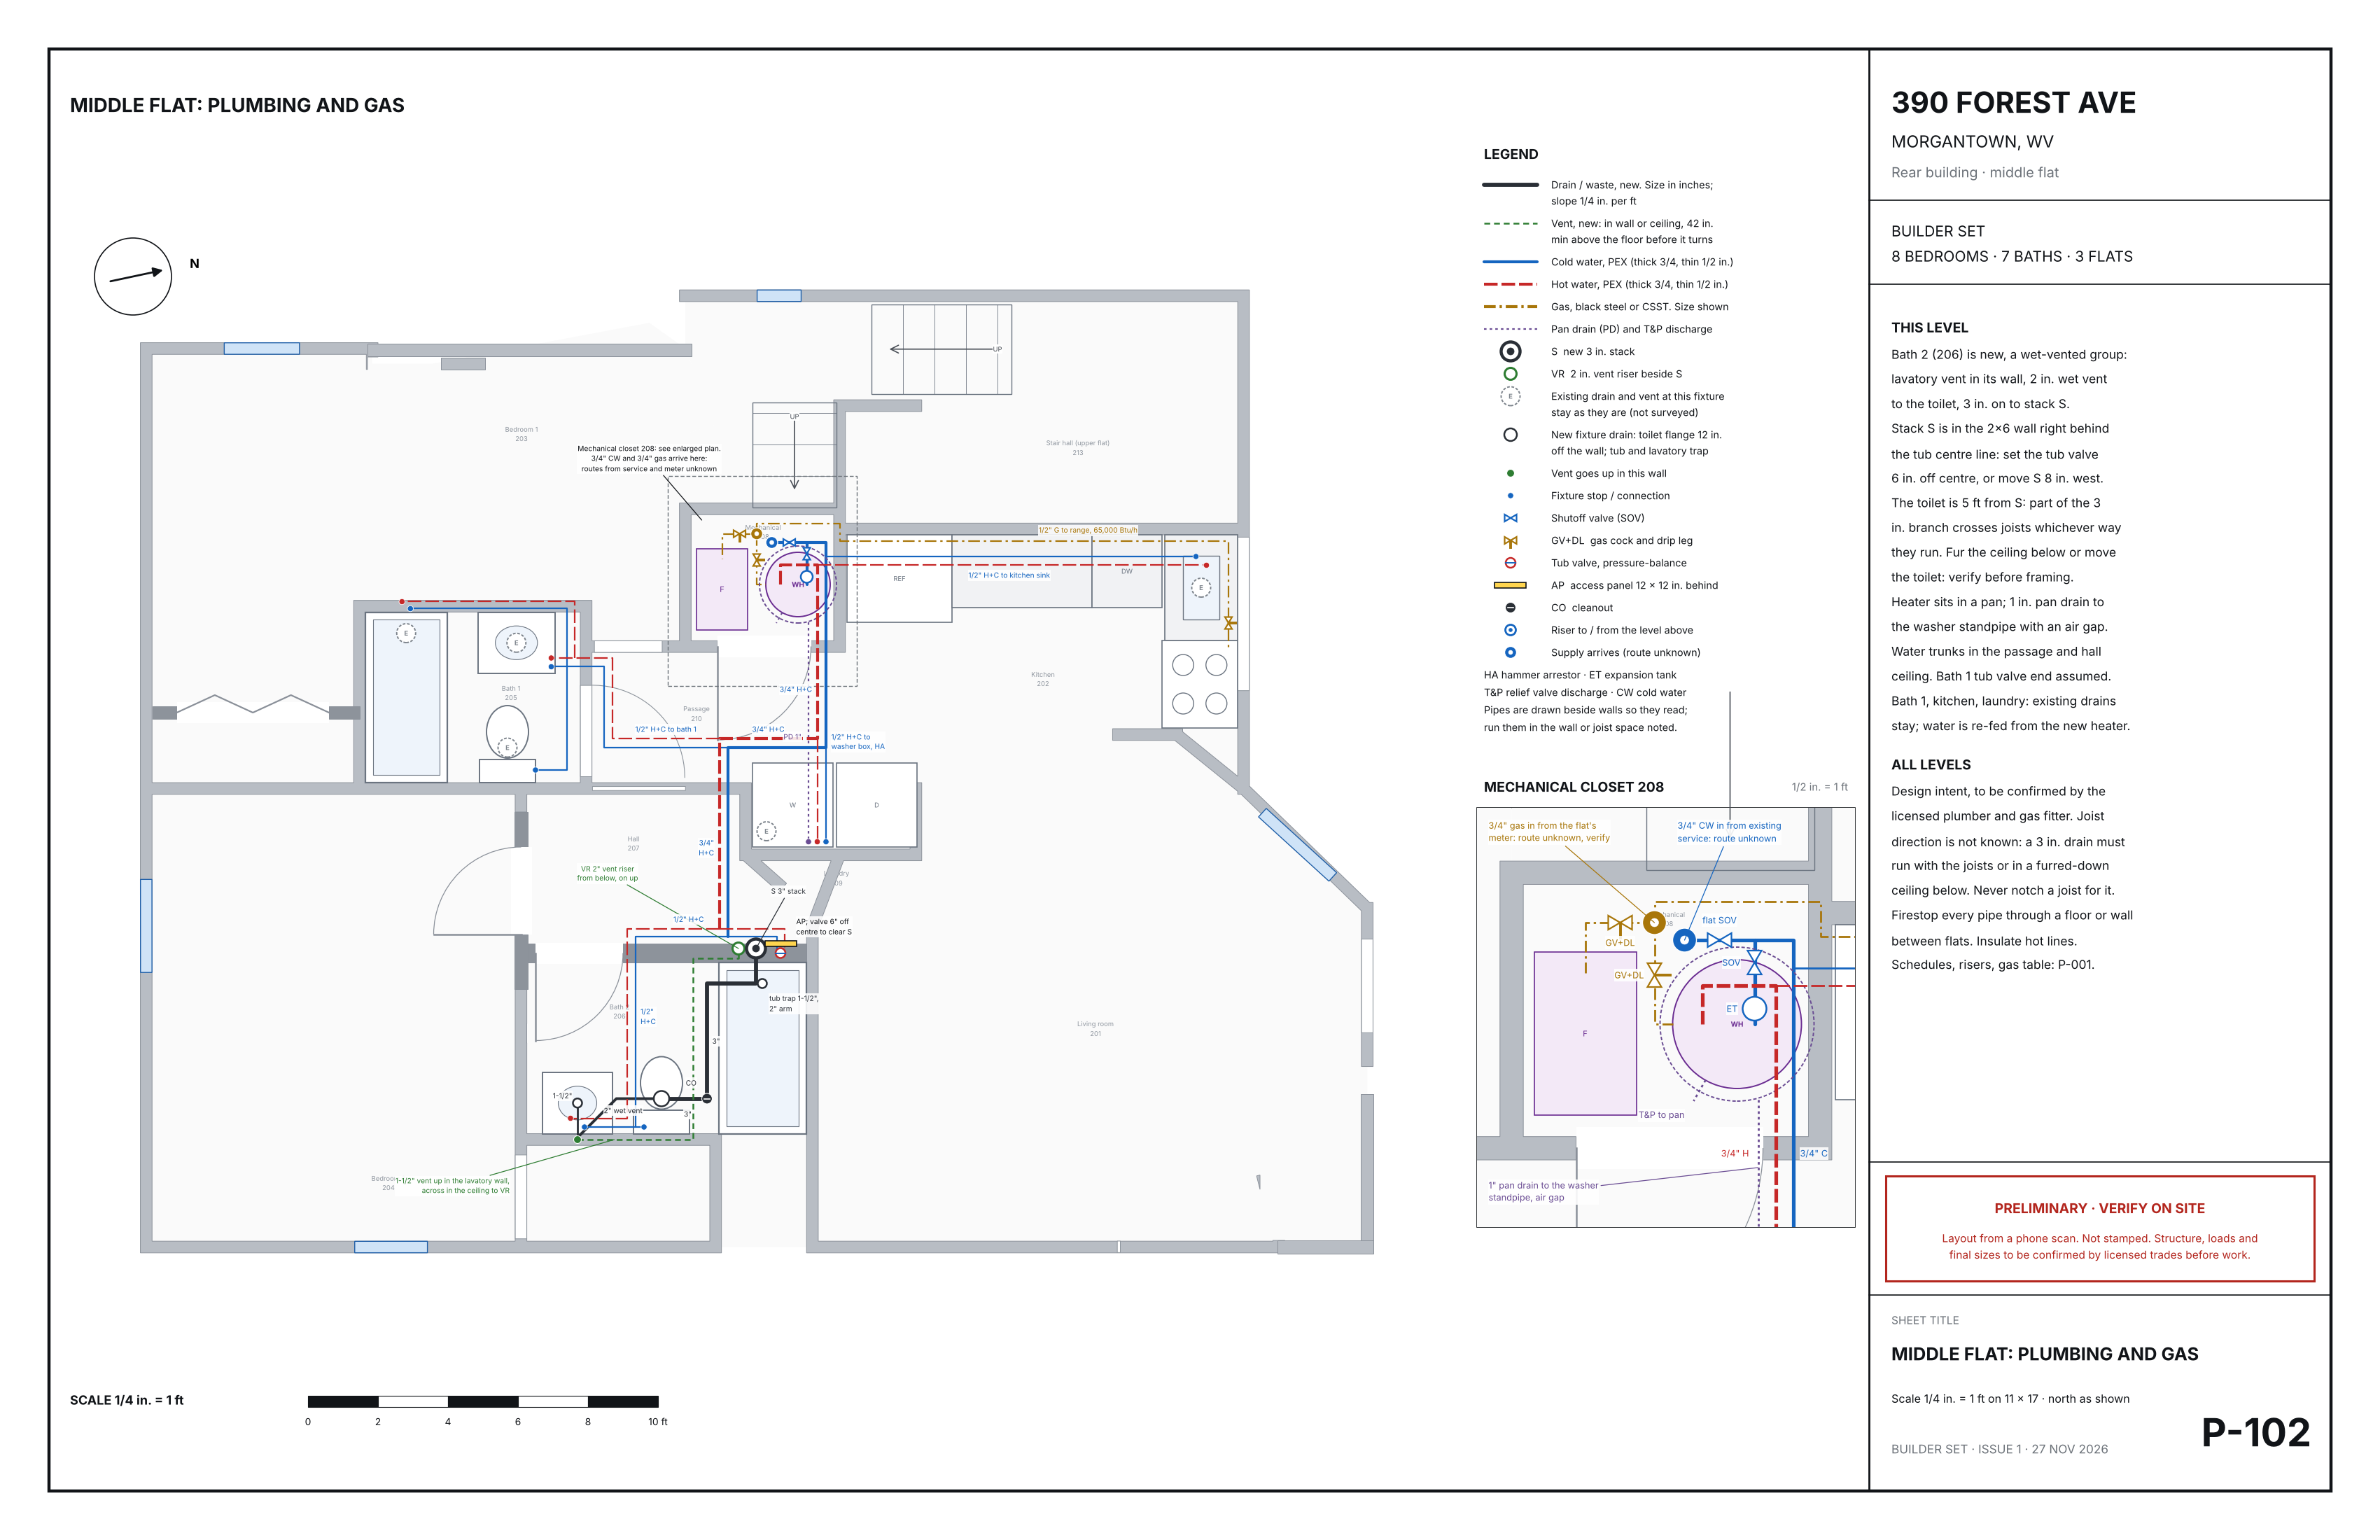 MIDDLE FLAT: PLUMBING AND GAS
N
Bedroom 1
203
Mechanical closet 208: see enlarged plan.
3/4" CW and 3/4" gas arrive here:
routes from service and meter unknown
UP
UP
Stair hall (upper flat)
213
1/2" G to range, 65,000 Btu/h
F
WH
REF
1/2" H+C to kitchen sink
DW
E
E
E
Bath 1
205
E
Passage
210
3/4" H+C
1/2" H+C to bath 1
3/4" H+C
PD 1"
1/2" H+C to
washer box, HA
Kitchen
202
W
D
E
Hall
207
3/4"
H+C
VR 2" vent riser
from below, on up
S 3" stack
1/2" H+C
AP; valve 6" off
centre to clear S
tub trap 1-1/2",
2" arm
Bath
206
1/2"
H+C
3"
CO
1-1/2"
2" wet vent
3"
Living room
201
204
1-1/2" vent up in the lavatory wall,
across in the ceiling to VR
SCALE 1/4 in. = 1 ft
0 2 4 6 8 10 ft
LEGEND
Drain / waste, new. Size in inches;
slope 1/4 in. per ft
Vent, new: in wall or ceiling, 42 in.
min above the floor before it turns
Cold water, PEX (thick 3/4, thin 1/2 in.)
Hot water, PEX (thick 3/4, thin 1/2 in.)
Gas, black steel or CSST. Size shown
Pan drain (PD) and T&P discharge
S new 3 in. stack
VR 2 in. vent riser beside S
E
Existing drain and vent at this fixture
stay as they are (not surveyed)
New fixture drain: toilet flange 12 in.
off the wall; tub and lavatory trap
Vent goes up in this wall
Fixture stop / connection
Shutoff valve (SOV)
GV+DL gas cock and drip leg
Tub valve, pressure-balance
AP access panel 12 × 12 in. behind
CO cleanout
Riser to / from the level above
Supply arrives (route unknown)
HA hammer arrestor · ET expansion tank
T&P relief valve discharge · CW cold water
Pipes are drawn beside walls so they read;
run them in the wall or joist space noted.
MECHANICAL CLOSET 208
1/2 in. = 1 ft
3/4" gas in from the flat's
meter: route unknown, verify
3/4" CW in from existing
service: route unknown
flat SOV
GV+DL
SOV
GV+DL
ET
WH
F
T&P to pan
3/4" H
3/4" C
1" pan drain to the washer
standpipe, air gap
390 FOREST AVE
MORGANTOWN, WV
Rear building · middle flat
BUILDER SET
8 BEDROOMS · 7 BATHS · 3 FLATS
THIS LEVEL
Bath 2 (206) is new, a wet-vented group:
lavatory vent in its wall, 2 in. wet vent
to the toilet, 3 in. on to stack S.
Stack S is in the 2×6 wall right behind
the tub centre line: set the tub valve
6 in. off centre, or move S 8 in. west.
The toilet is 5 ft from S: part of the 3
in. branch crosses joists whichever way
they run. Fur the ceiling below or move
the toilet: verify before framing.
Heater sits in a pan; 1 in. pan drain to
the washer standpipe with an air gap.
Water trunks in the passage and hall
ceiling. Bath 1 tub valve end assumed.
Bath 1, kitchen, laundry: existing drains
stay; water is re-fed from the new heater.
ALL LEVELS
Design intent, to be confirmed by the
licensed plumber and gas fitter. Joist
direction is not known: a 3 in. drain must
run with the joists or in a furred-down
ceiling below. Never notch a joist for it.
Firestop every pipe through a floor or wall
between flats. Insulate hot lines.
Schedules, risers, gas table: P-001.
PRELIMINARY · VERIFY ON SITE
Layout from a phone scan. Not stamped. Structure, loads and
final sizes to be confirmed by licensed trades before work.
SHEET TITLE
MIDDLE FLAT: PLUMBING AND GAS
Scale 1/4 in. = 1 ft on 11 × 17 · north as shown
BUILDER SET · ISSUE 1 · 27 NOV 2026
P-102